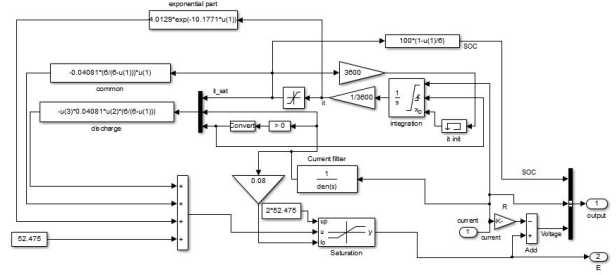 exponential part
4.0129*exp(-10.1771*u(1))
100*(1-u(1)/6)
SOC
-0.04081*(6/(6-u(1)))*u(1)
common
3600
it_sat
1/3600
it
1
s
xo
integration
-u(3)*0.04081*u(2)*(6/(6-u(1)))
discharge
Convert
> 0
it init
Current filter
1
den(s)
SOC
0.08
2*52.475
R
-K-
current
1
current
Add
Voltage
1
output
52.475
up
u
lo
y
Saturation
2
E